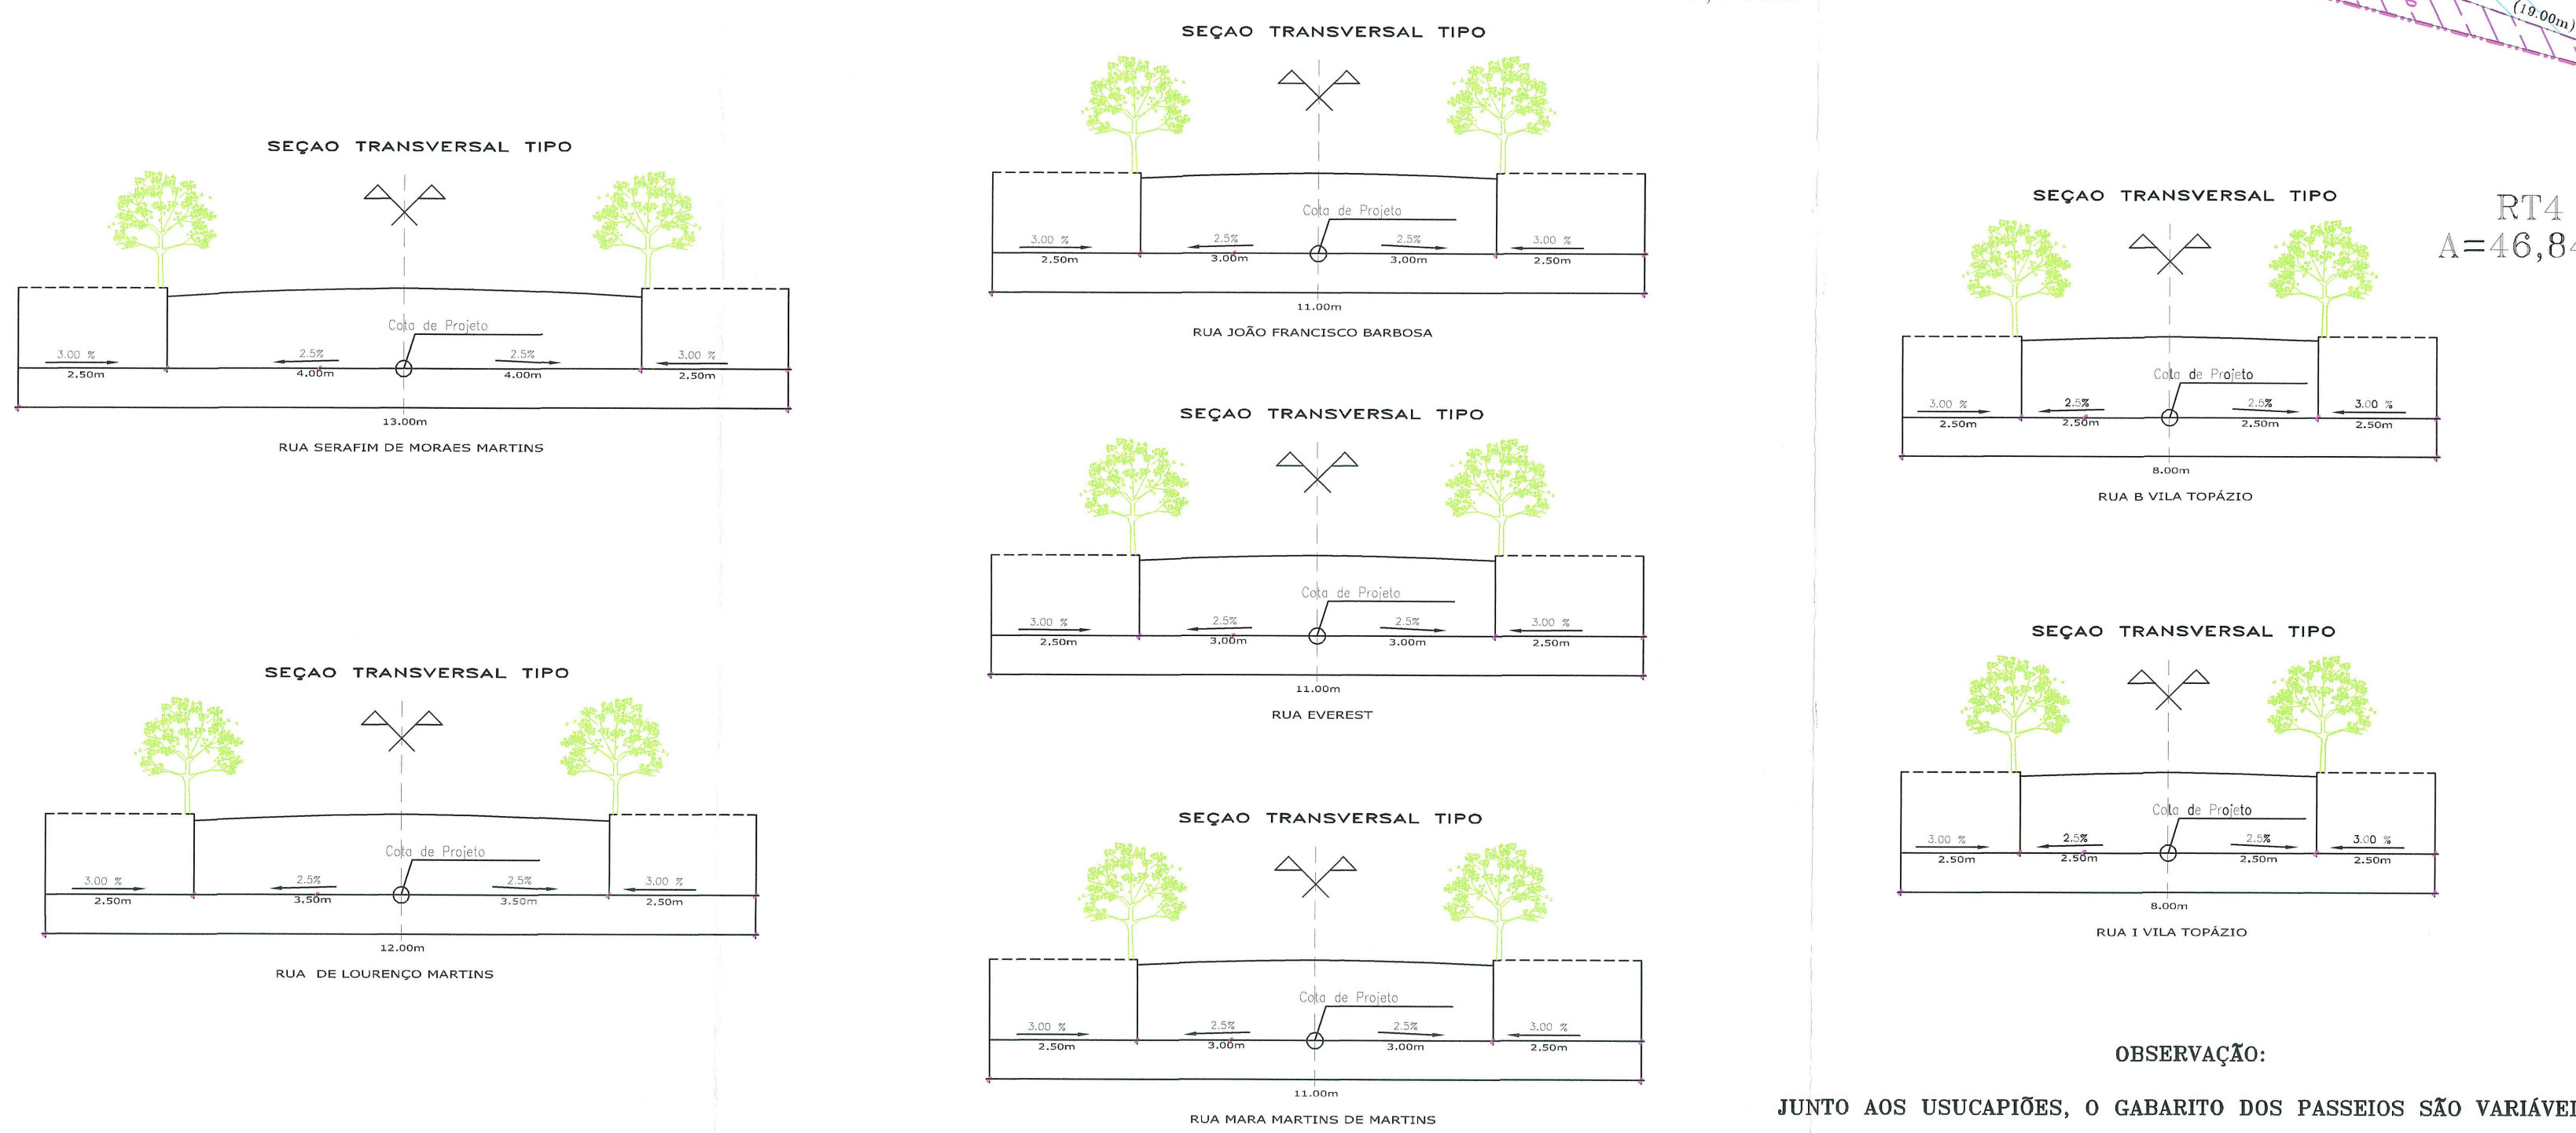 SEÇAO TRANSVERSAL TIPO
Cota de Projeto
3.00 % 2.5% 2.5% 3.00 %
2.50m 4.00m 4.00m 2.50m
13.00m
RUA SERAFIM DE MORAES MARTINS
SEÇAO TRANSVERSAL TIPO
Cota de Projeto
3.00 % 2.5% 2.5% 3.00 %
2.50m 3.50m 3.50m 2.50m
12.00m
RUA DE LOURENÇO MARTINS
SEÇAO TRANSVERSAL TIPO
Cota de Projeto
3.00 % 2.5% 2.5% 3.00 %
2.50m 3.00m 3.00m 2.50m
11.00m
RUA JOÃO FRANCISCO BARBOSA
SEÇAO TRANSVERSAL TIPO
Cota de Projeto
3.00 % 2.5% 2.5% 3.00 %
2.50m 3.00m 3.00m 2.50m
11.00m
RUA EVEREST
SEÇAO TRANSVERSAL TIPO
Cota de Projeto
3.00 % 2.5% 2.5% 3.00 %
2.50m 3.00m 3.00m 2.50m
11.00m
RUA MARA MARTINS DE MARTINS
(19.00m)
SEÇAO TRANSVERSAL TIPO
Cota de Projeto
3.00 % 2.5% 2.5% 3.00 %
2.50m 2.50m 2.50m 2.50m
8.00m
RUA B VILA TOPÁZIO
RT4
A=46,84
SEÇAO TRANSVERSAL TIPO
Cota de Projeto
3.00 % 2.5% 2.5% 3.00 %
2.50m 2.50m 2.50m 2.50m
8.00m
RUA I VILA TOPÁZIO
OBSERVAÇÃO:
JUNTO AOS USUCAPIÕES, O GABARITO DOS PASSEIOS SÃO VARIÁVEI